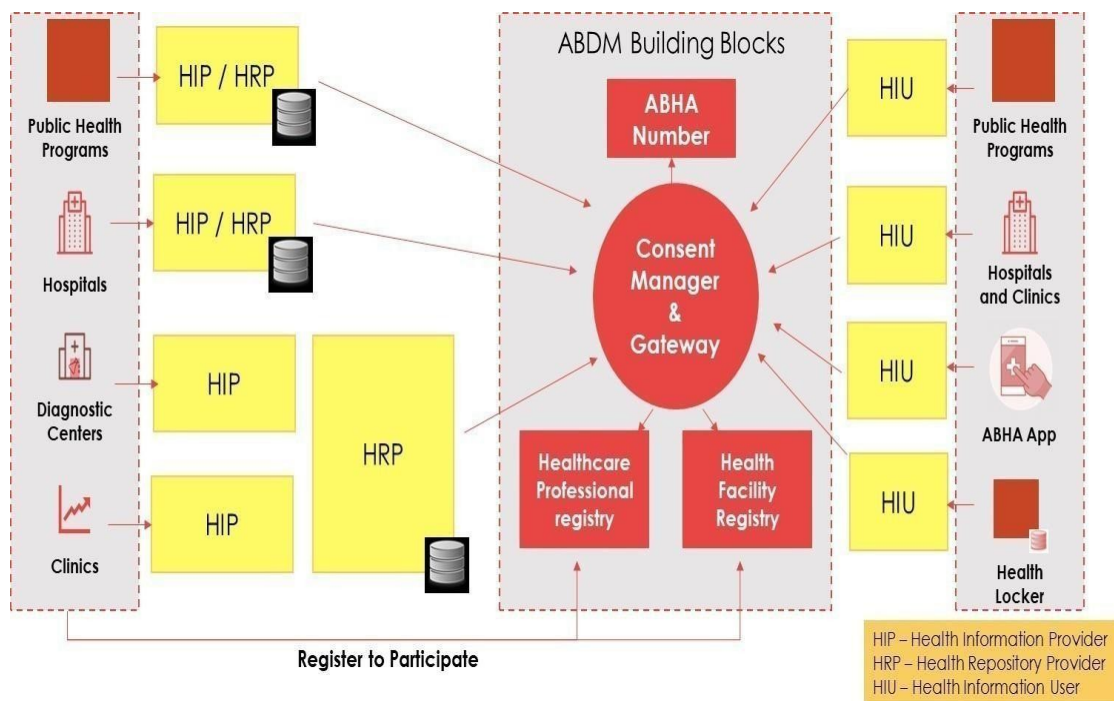 Public Health
Programs
Hospitals
Diagnostic
Centers
Clinics
HIP / HRP
HIP / HRP
HIP
HIP
HRP
ABDM Building Blocks
ABHA
Number
Consent
Manager
&
Gateway
Healthcare
Professional
registry
Health
Facility
Registry
HIU
HIU
HIU
HIU
Public Health
Programs
Hospitals
and Clinics
ABHA App
Health
Locker
Register to Participate
HIP – Health Information Provider
HRP – Health Repository Provider
HIU – Health Information User